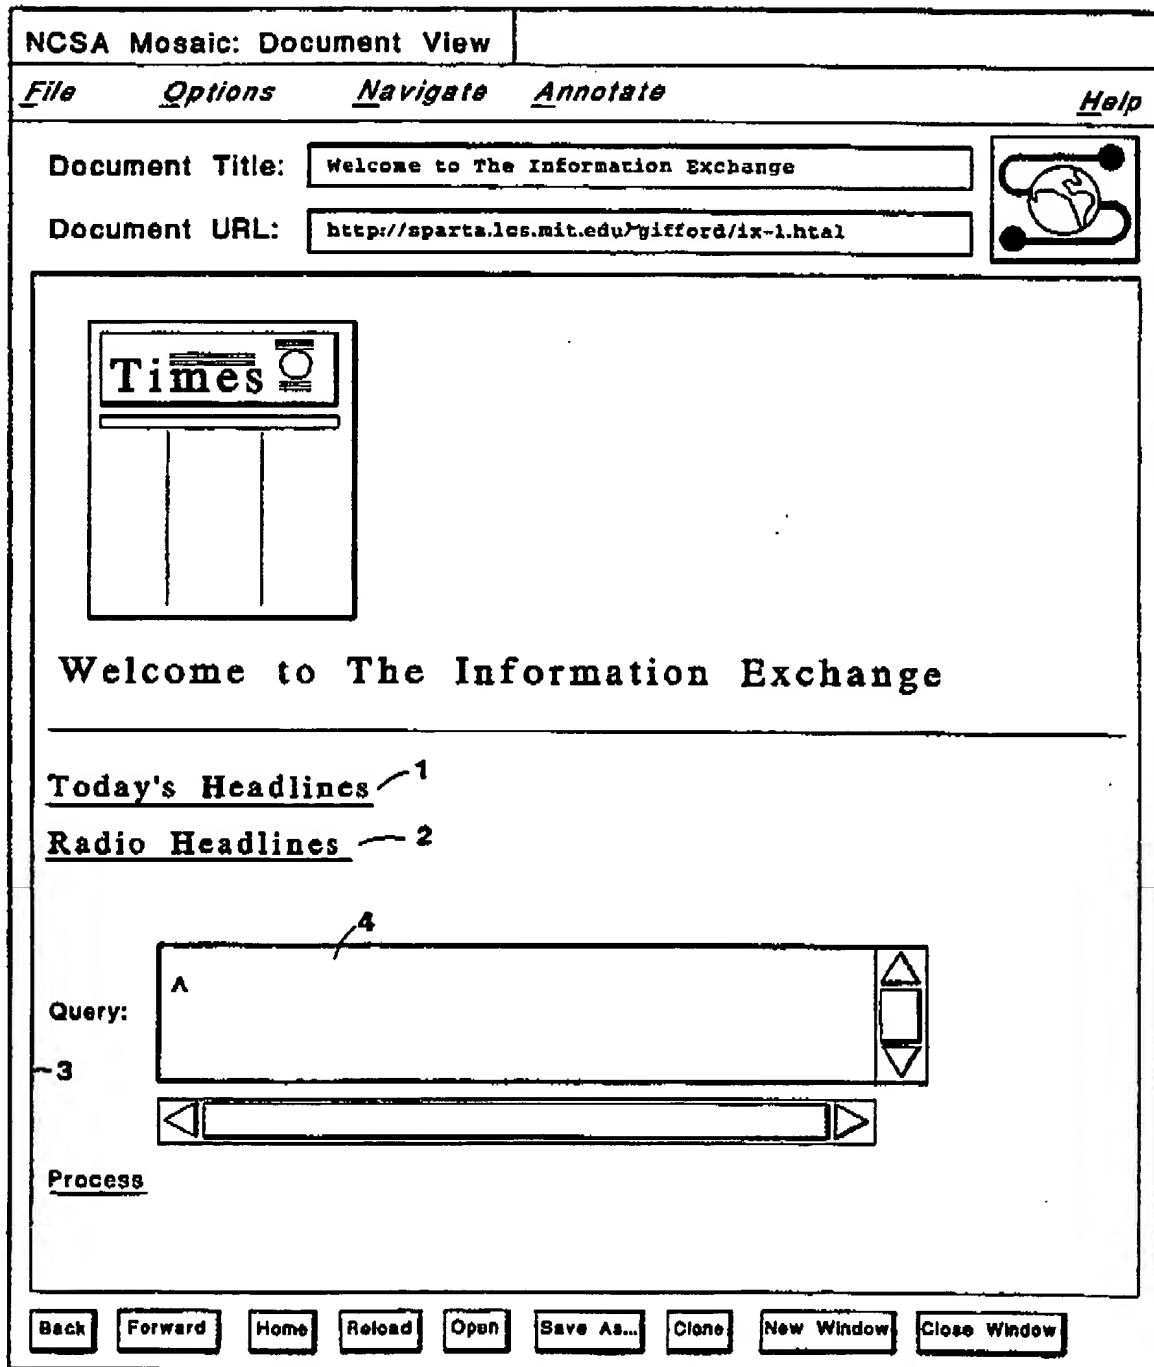 NCSA Mosaic: Document View
File Options Navigate Annotate Help
Document Title: Welcome to The Information Exchange
Document URL: http://sparta.lcs.mit.edu/~gifford/ix-1.html
Times
Welcome to The Information Exchange
Today's Headlines 1
Radio Headlines 2
4
^
Query:
3
Process
Back Forward Home Reload Open Save As... Clone New Window Close Window